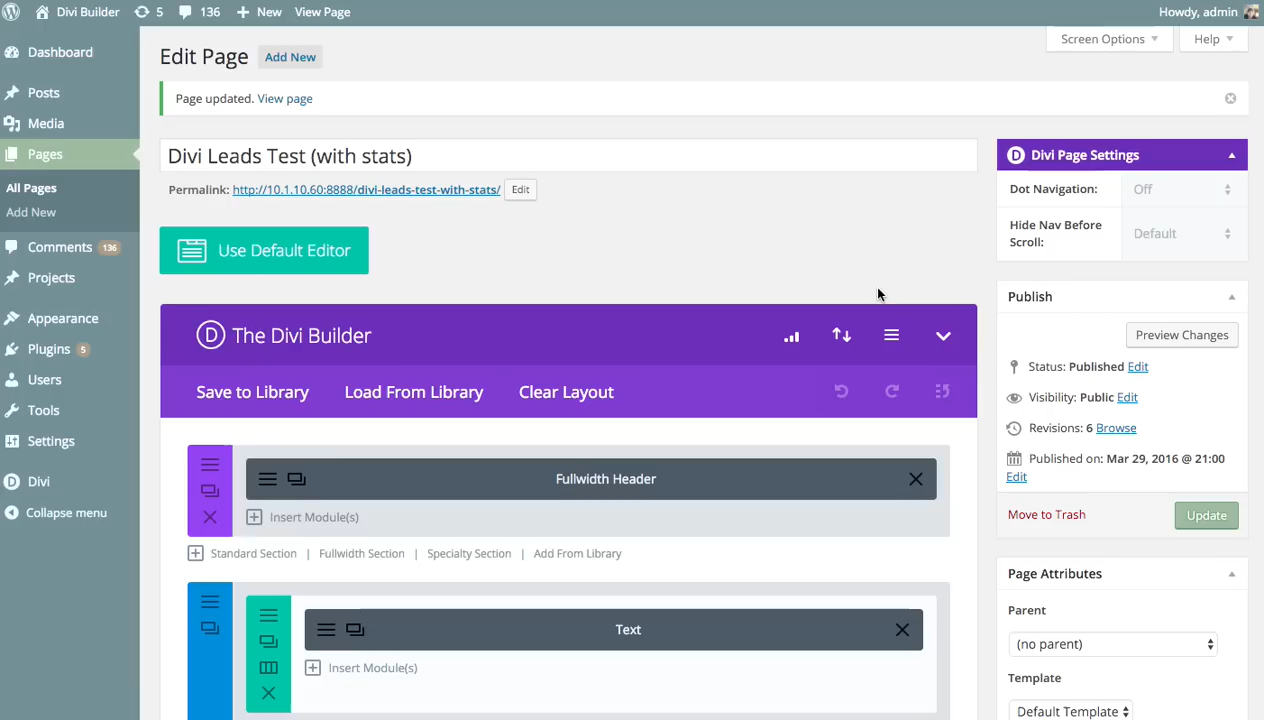 Divi Builder 5 136 New View Page Howdy, admin
Dashboard
Posts
Media
Pages
All Pages
Add New
Comments 136
Projects
Appearance
Plugins 5
Users
Tools
Settings
Divi
Collapse menu
Screen Options Help
Edit Page Add New
Page updated. View page
Divi Leads Test (with stats)
Permalink: http://10.1.10.60:8888/divi-leads-test-with-stats/ Edit
Use Default Editor
D The Divi Builder
Save to Library Load From Library Clear Layout
Fullwidth Header
Insert Module(s)
Standard Section | Fullwidth Section | Specialty Section | Add From Library
Text
Insert Module(s)
D Divi Page Settings
Dot Navigation: Off
Hide Nav Before Scroll: Default
Publish
Preview Changes
Status: Published Edit
Visibility: Public Edit
Revisions: 6 Browse
Published on: Mar 29, 2016 @ 21:00
Edit
Move to Trash Update
Page Attributes
Parent
(no parent)
Template
Default Template